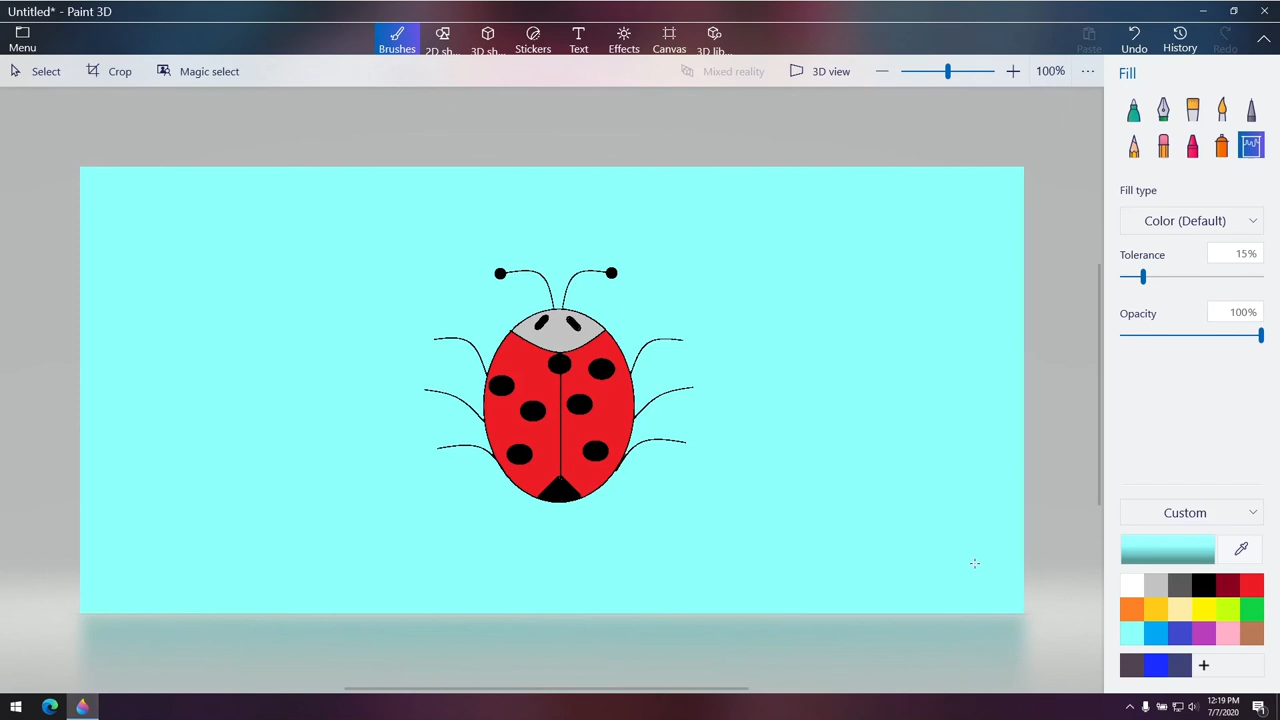 Untitled* - Paint 3D
Menu
Brushes
2D sh...
3D sh...
Stickers
Text
Effects
Canvas
3D lib...
Paste
Undo
History
Redo
Select
Crop
Magic select
Mixed reality
3D view
100%
Fill
Fill type
Color (Default)
Tolerance
15%
Opacity
100%
Custom
12:19 PM
7/7/2020
1